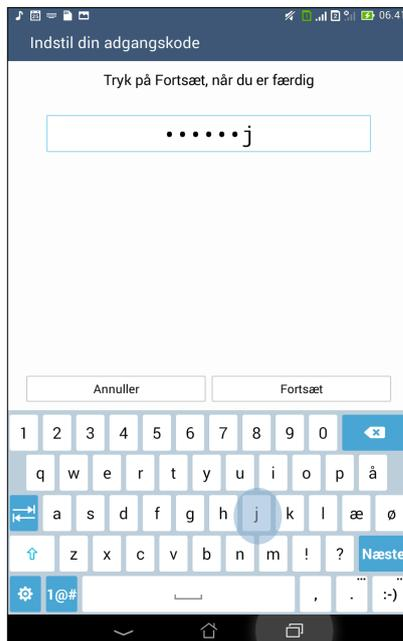 06.41
Indstil din adgangskode
Tryk på Fortsæt, når du er færdig
••••••j
Annuller Fortsæt
1 2 3 4 5 6 7 8 9 0
q w e r t y u i o p å
a s d f g h j k l æ ø
z x c v b n m ! ? Næste
1@# , . :-)